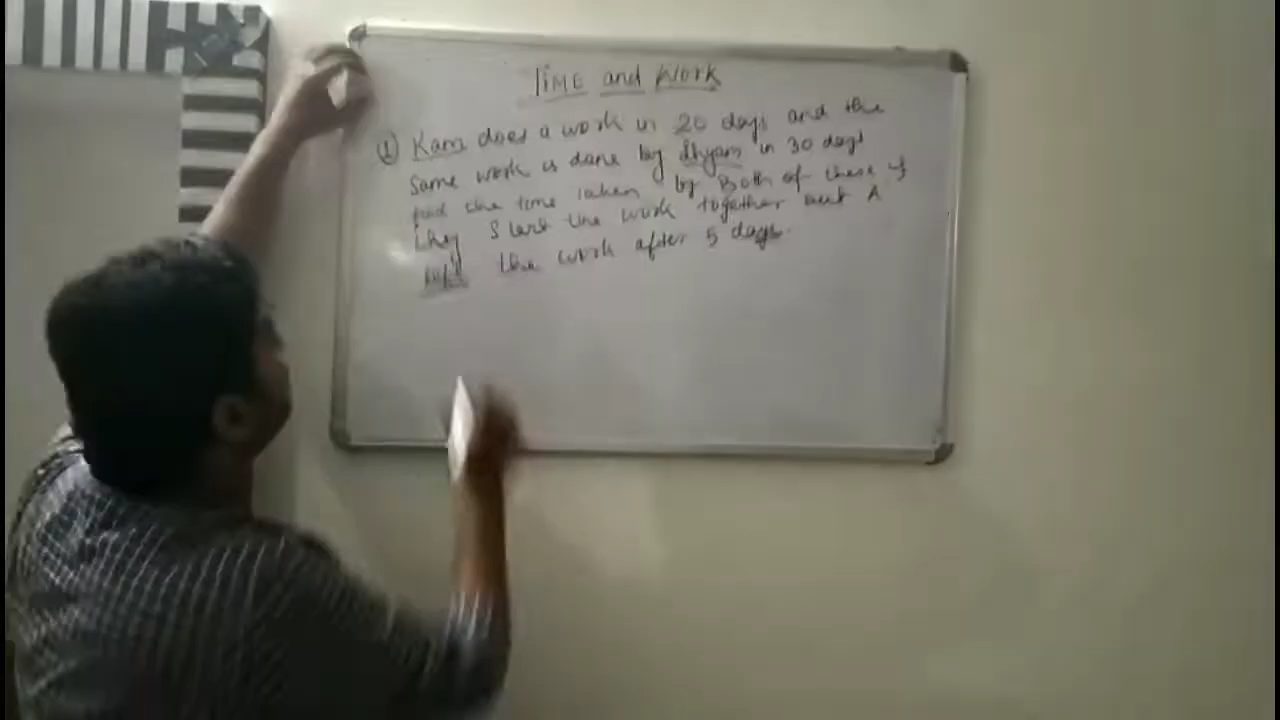 TIME and Work
① Ram does a work in 20 days and the
same work is done by Shyam in 30 days
find the time taken by Both of these if
they start the work together but A
left the work after 5 days.